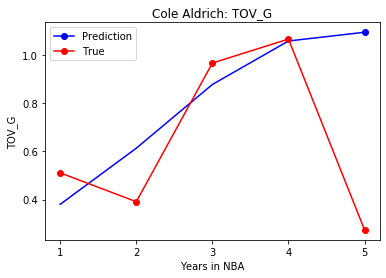 Cole Aldrich: TOV_G
Prediction
True
TOV_G
1.0
0.8
0.6
0.4
1 2 3 4 5
Years in NBA